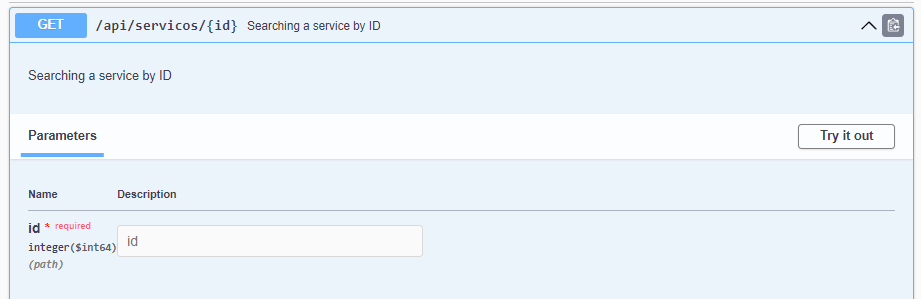 GET /api/servicos/{id} Searching a service by ID
Searching a service by ID
Parameters Try it out
Name Description
id * required
integer($int64) id
(path)